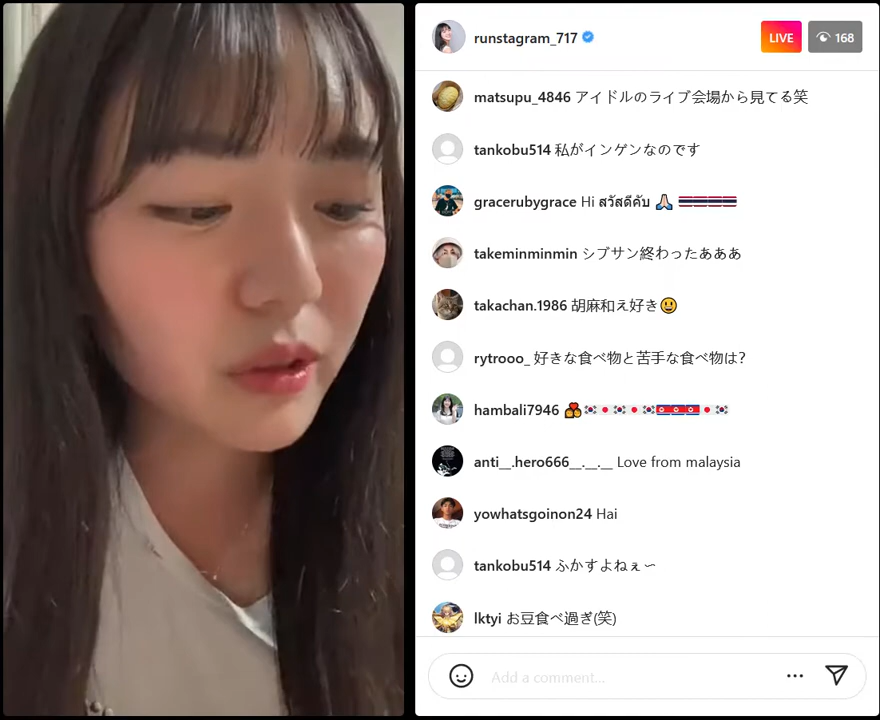 runstagram_717
LIVE
168
matsupu_4846 アイドルのライブ会場から見てる笑
tankobu514 私がインゲンなのです
gracerubygrace Hi สวัสดีคับ 🙏🏻 🇹🇭🇹🇭🇹🇭🇹🇭
takeminminmin シブサン終わったあああ
takachan.1986 胡麻和え好き😃
rytrooo_ 好きな食べ物と苦手な食べ物は?
hambali7946 👩‍❤️‍👨🇰🇷🇯🇵🇰🇷🇯🇵🇰🇷🇰🇵🇰🇵🇰🇵🇯🇵🇰🇷
anti__.hero666__._.__ Love from malaysia
yowhatsgoinon24 Hai
tankobu514 ふかすよねぇ〜
lktyi お豆食べ過ぎ(笑)
Add a comment...